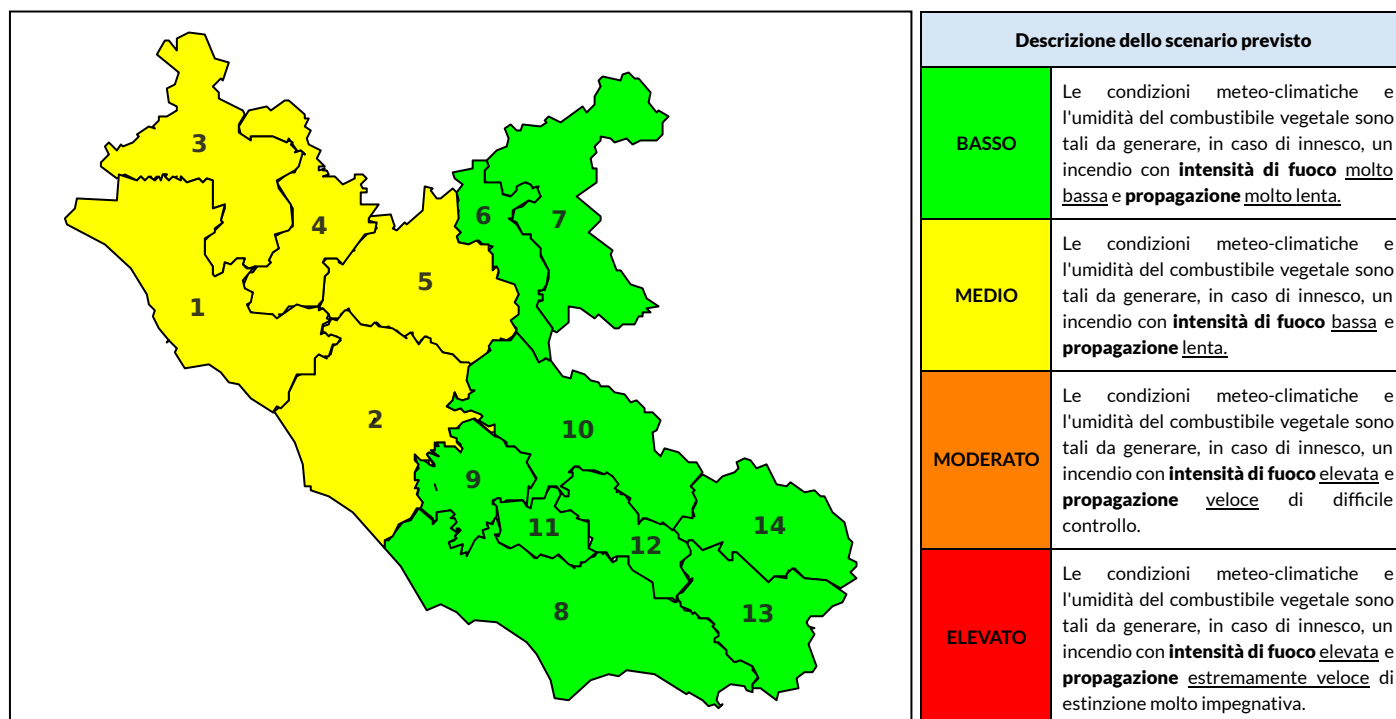 3
4
6
7
5
1
2
10
9
14
11
12
8
13
Descrizione dello scenario previsto
BASSO
Le condizioni meteo-climatiche e
l'umidità del combustibile vegetale sono
tali da generare, in caso di innesco, un
incendio con intensità di fuoco molto
bassa e propagazione molto lenta.
MEDIO
Le condizioni meteo-climatiche e
l'umidità del combustibile vegetale sono
tali da generare, in caso di innesco, un
incendio con intensità di fuoco bassa e
propagazione lenta.
MODERATO
Le condizioni meteo-climatiche e
l'umidità del combustibile vegetale sono
tali da generare, in caso di innesco, un
incendio con intensità di fuoco elevata e
propagazione veloce di difficile
controllo.
ELEVATO
Le condizioni meteo-climatiche e
l'umidità del combustibile vegetale sono
tali da generare, in caso di innesco, un
incendio con intensità di fuoco elevata e
propagazione estremamente veloce di
estinzione molto impegnativa.